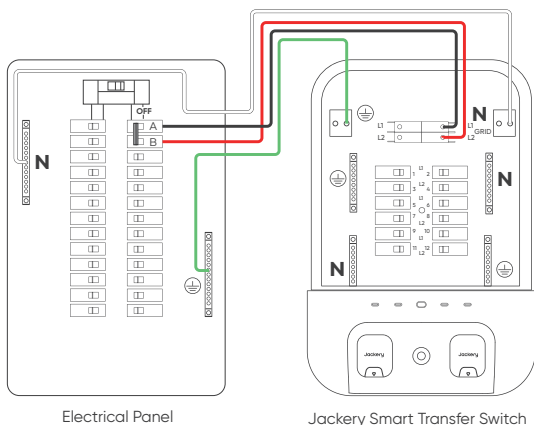 OFF
A
B
N
L1
L2
N
L1
GRID
L2
L1
1 2
L2
3 4
L1
5 6
7 8
L2
9 10
L1
11 12
L2
N
N
Jackery
Jackery
Electrical Panel
Jackery Smart Transfer Switch